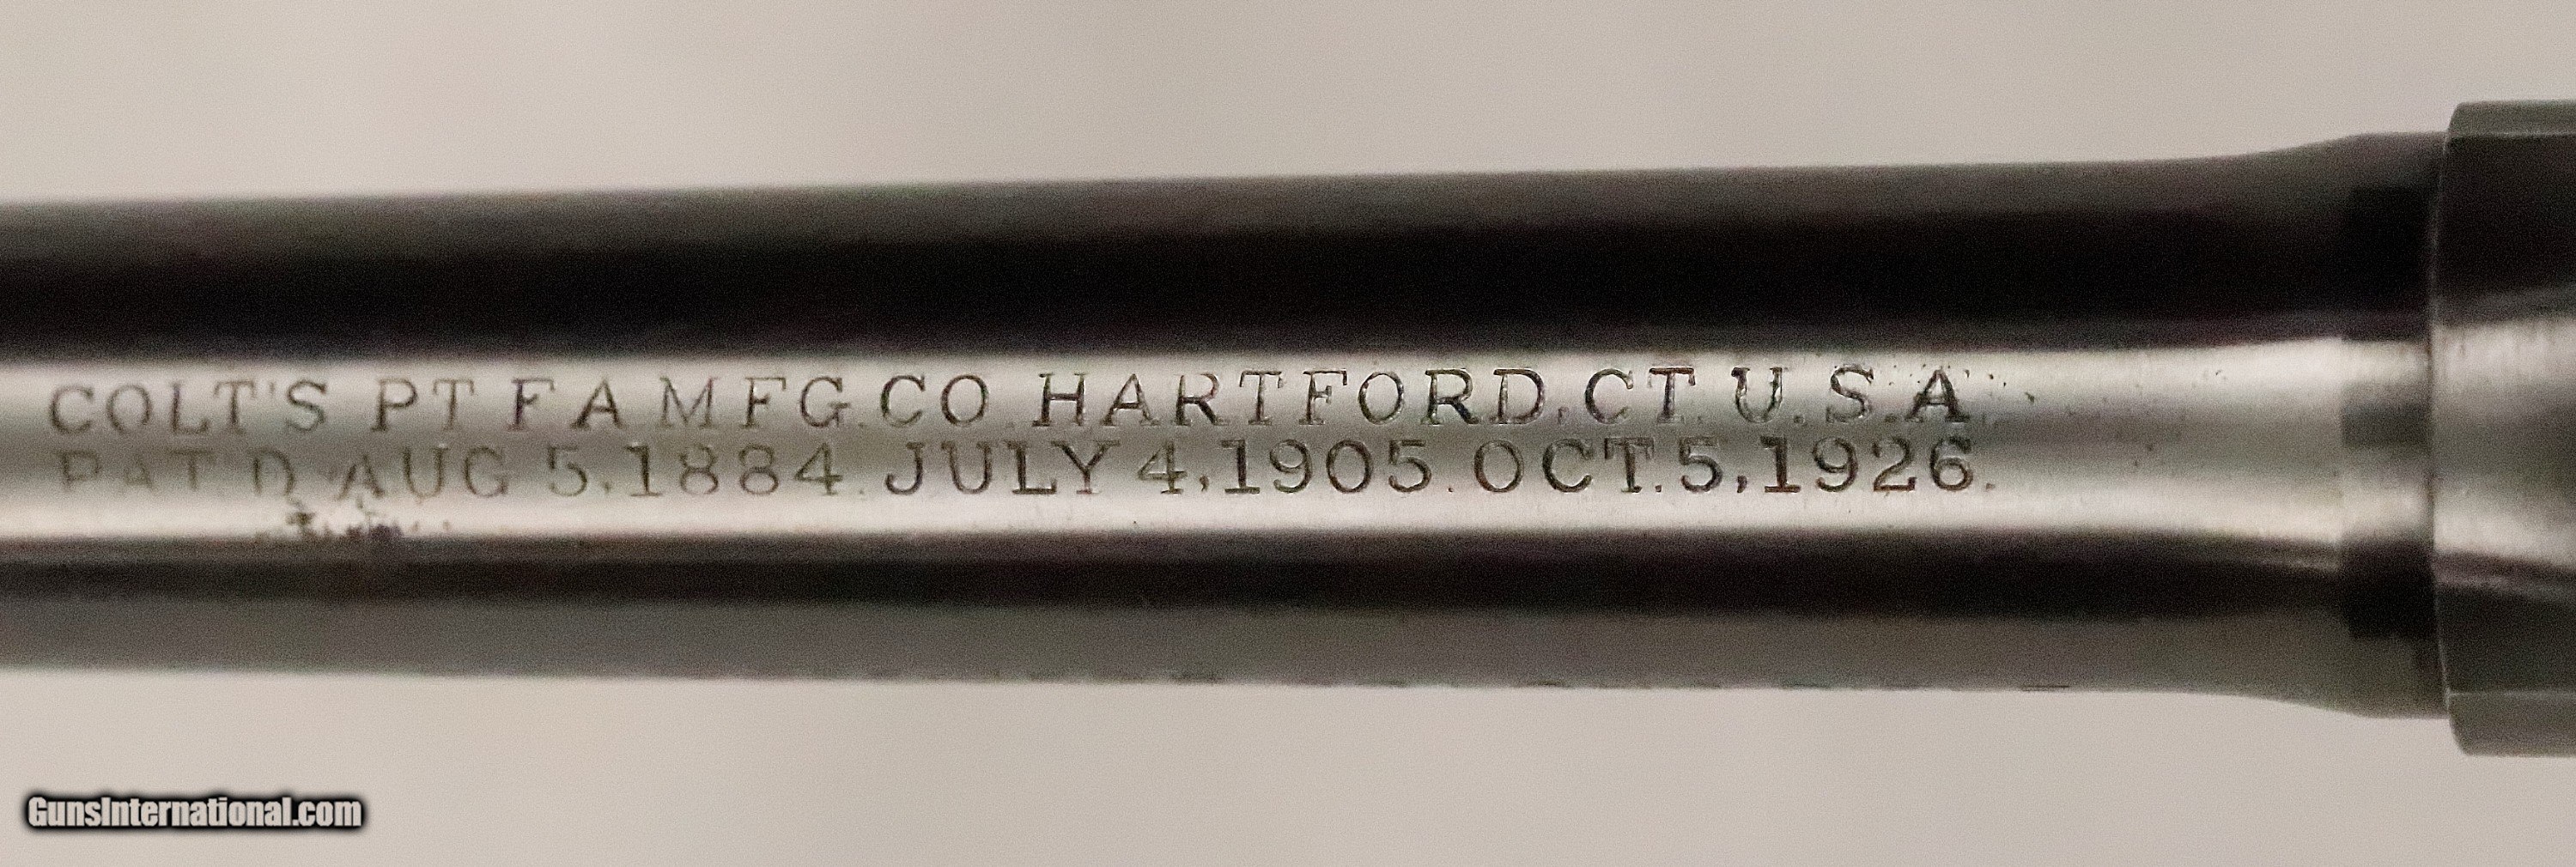 COLT'S PT F A MFG.CO. HARTFORD.CT. U.S.A.
PAT.D AUG 5.1884. JULY 4,1905. OCT.5,1926.
GunsInternational.com